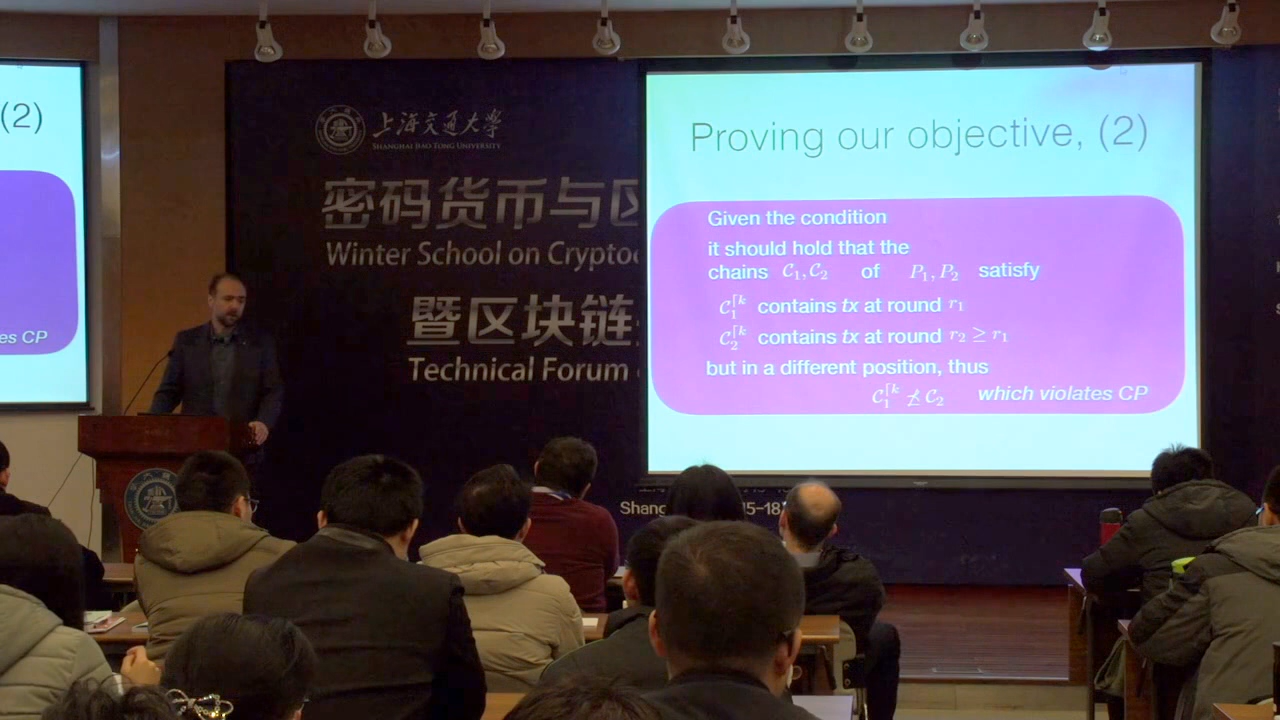 (2)
es CP
上海交通大学
SHANGHAI JIAO TONG UNIVERSITY
密码货币与区
Winter School on Crypto
暨区块链
Technical Forum
Shang
15-18
Proving our objective, (2)
Given the condition
it should hold that the
chains C₁, C₂ of P₁, P₂ satisfy
C₁^⌈k contains tx at round r₁
C₂^⌈k contains tx at round r₂ ≥ r₁
but in a different position, thus
C₁^⌈k ⋠ C₂ which violates CP